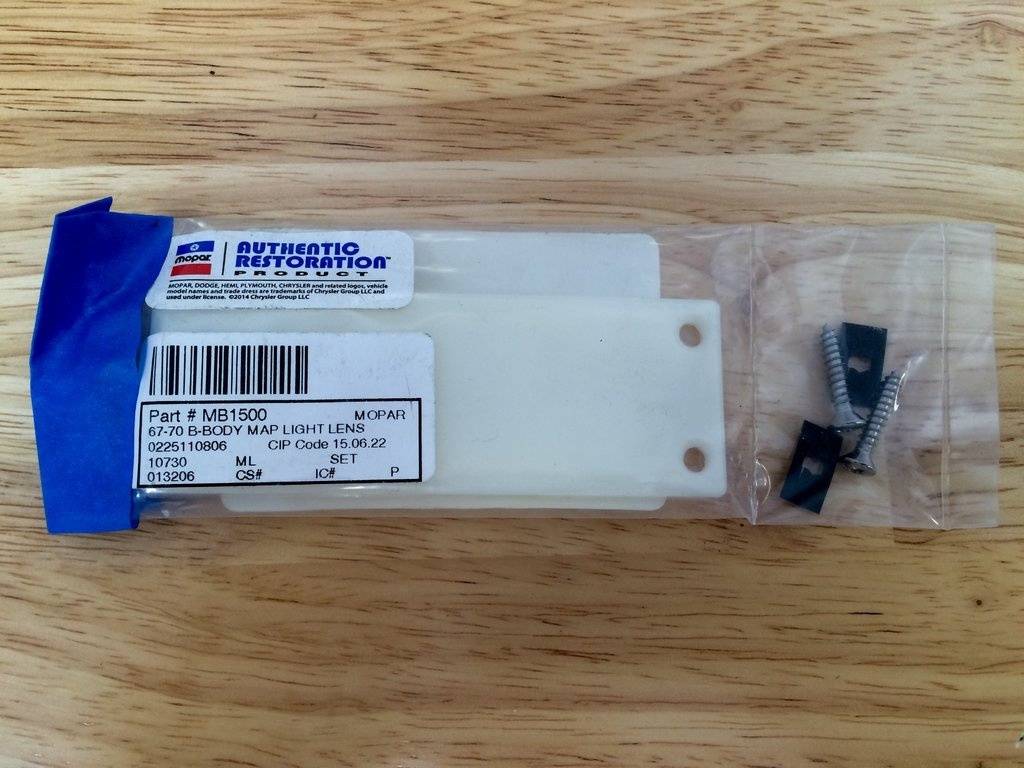 mopar
AUTHENTIC
RESTORATION™
PRODUCT
MOPAR, DODGE, HEMI, PLYMOUTH, CHRYSLER and related logos, vehicle
model names and trade dress are trademarks of Chrysler Group LLC and
used under license. ©2014 Chrysler Group LLC
Part # MB1500 MOPAR
67-70 B-BODY MAP LIGHT LENS
0225110806 CIP Code 15.06.22
10730 ML SET
013206 CS# IC# P